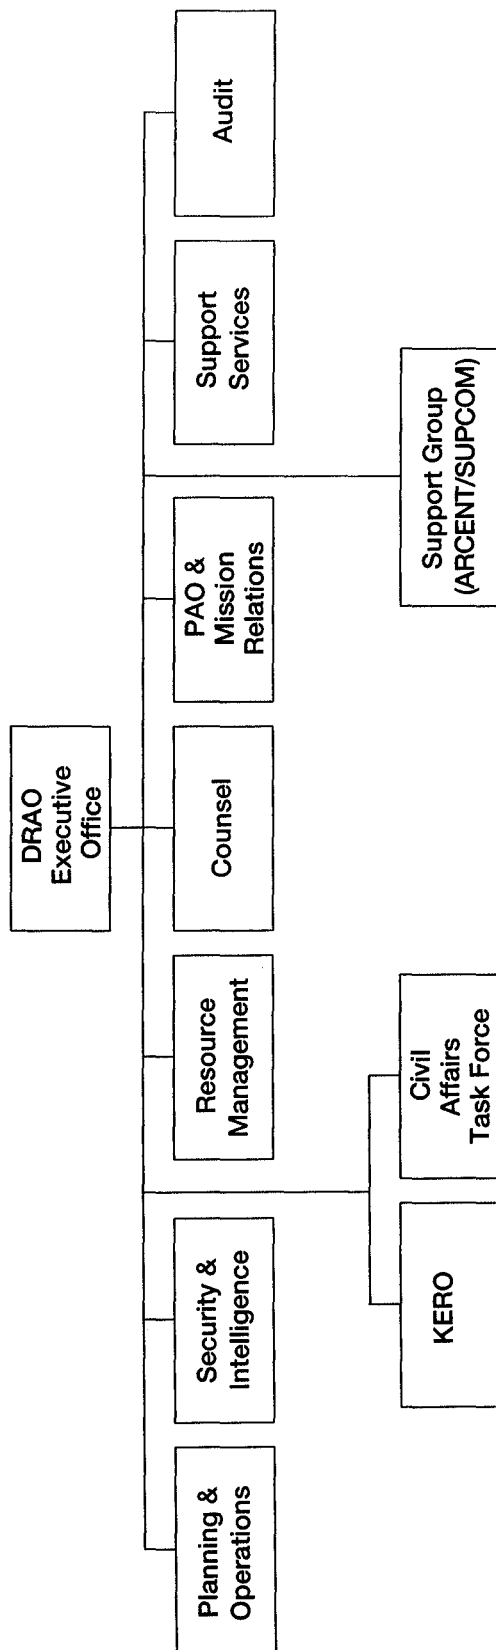 DRAO
Executive
Office
Planning &
Operations
Security &
Intelligence
Resource
Management
Counsel
PAO &
Mission
Relations
Support
Services
Audit
KERO
Civil
Affairs
Task Force
Support Group
(ARCENT/SUPCOM)